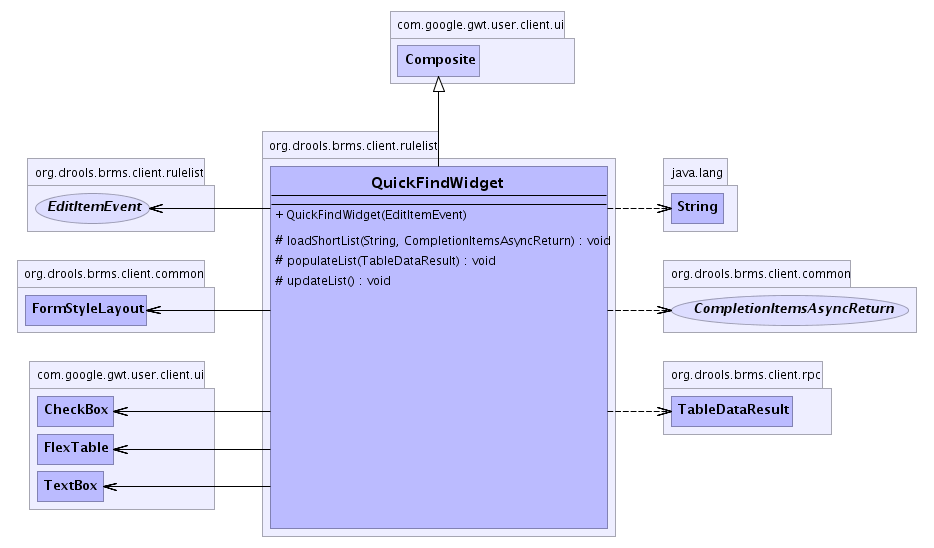 com.google.gwt.user.client.ui
Composite
org.drools.brms.client.rulelist
QuickFindWidget
+ QuickFindWidget(EditItemEvent)
# loadShortList(String, CompletionItemsAsyncReturn) : void
# populateList(TableDataResult) : void
# updateList() : void
org.drools.brms.client.rulelist
EditItemEvent
org.drools.brms.client.common
FormStyleLayout
com.google.gwt.user.client.ui
CheckBox
FlexTable
TextBox
java.lang
String
org.drools.brms.client.common
CompletionItemsAsyncReturn
org.drools.brms.client.rpc
TableDataResult